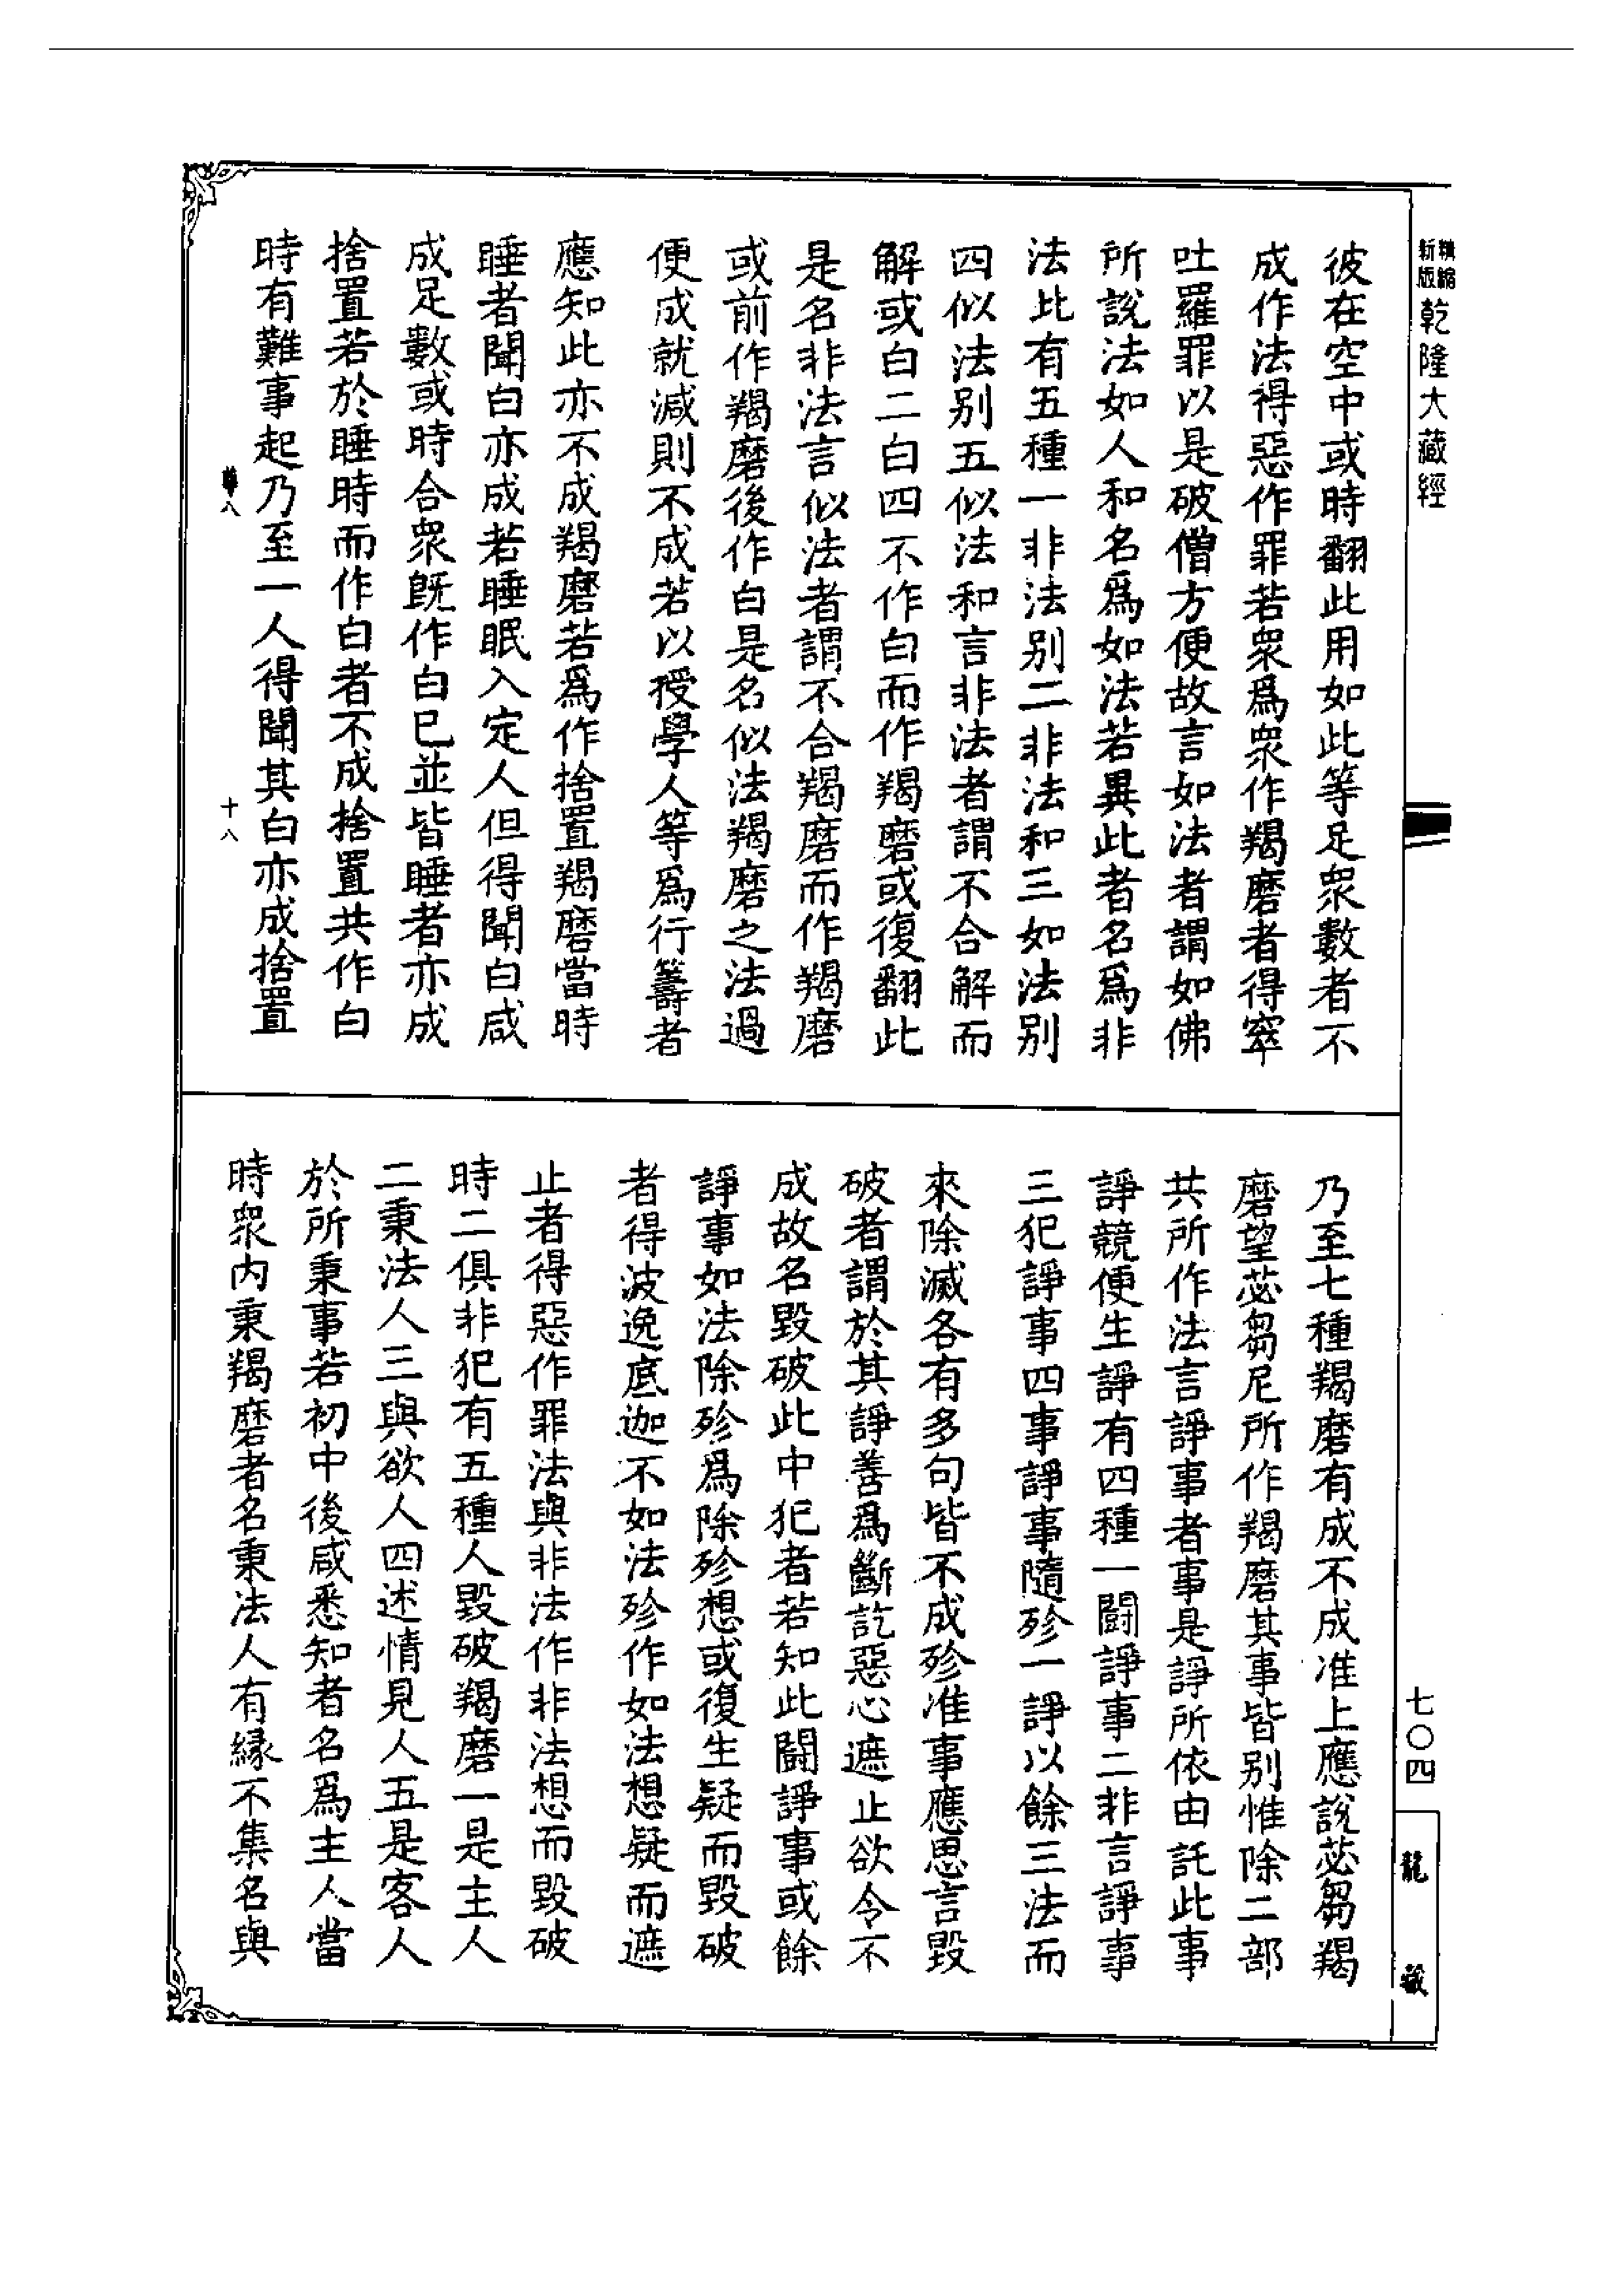 精縮
新版
乾隆大藏經
彼在空中或時翻此用如此等足眾數者不
成作法得惡作罪若眾為眾作羯磨者得窣
吐羅罪以是破僧方便故言如法者謂如佛
所說法如人和名為如法若異此者名為非
法比有五種一非法別二非法和三如法別
四似法別五似法和言非法者謂不合解而
解或白二白四不作白而作羯磨或復翻此
是名非法言似法者謂不合羯磨而作羯磨
或前作羯磨後作白是名似法羯磨之法過
便成就減則不成若以授學人等為行籌者
應知此亦不成羯磨若為作捨置羯磨當時
睡者聞白亦成若睡眠入定人但得聞白咸
成足數或時合眾旣作白已並皆睡者亦成
捨置若於睡時而作白者不成捨置共作白
時有難事起乃至一人得聞其白亦成捨置
華八
十八
乃至七種羯磨有成不成准上應說苾芻羯
磨望苾芻尼所作羯磨其事皆別惟除二部
共所作法言諍事者事是諍所依由託此事
諍競便生諍有四種一鬬諍事二非言諍事
三犯諍事四事諍事隨殄一諍以餘三法而
來除滅各有多句皆不成殄准事應思言毀
破者謂於其諍善為斷訖惡心遮止欲令不
成故名毀破此中犯者若知此鬬諍事或餘
諍事如法除殄為除殄想或復生疑而毀破
者得波逸底迦不如法殄作如法想疑而遮
止者得惡作罪法與非法作非法想而毀破
時二俱非犯有五種人毀破羯磨一是主人
二秉法人三與欲人四述情見人五是客人
於所秉事若初中後咸悉知者名為主人當
時眾內秉羯磨者名秉法人有緣不集名與
七〇四
龍
藏